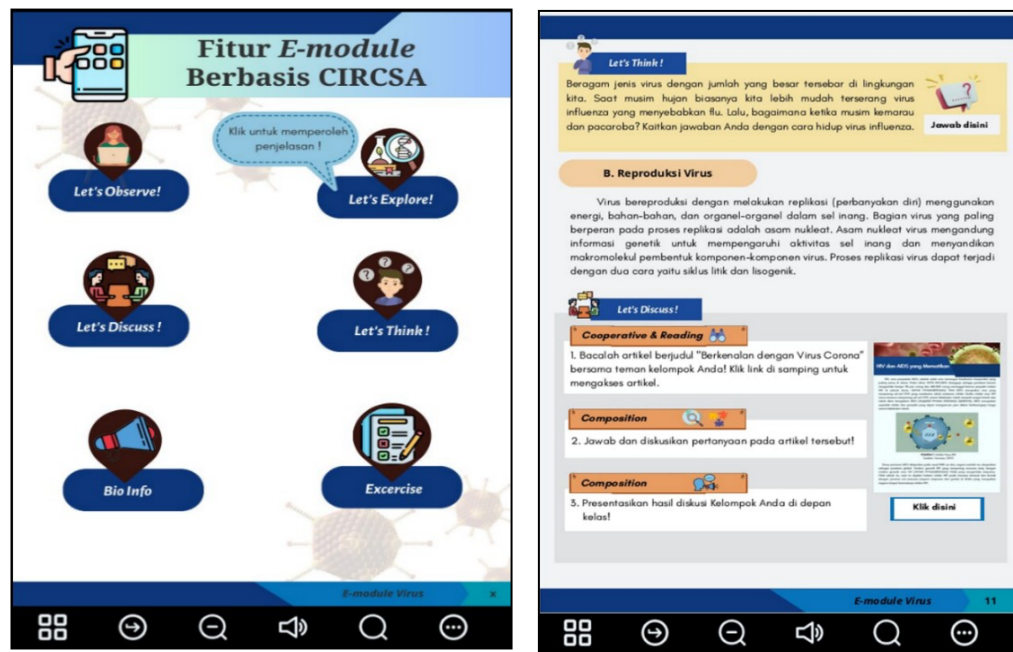 Fitur E-module
Berbasis CIRCSA
Klik untuk memperoleh
penjelasan !
Let's Observe!
Let's Explore!
Let's Discuss !
Let's Think !
Bio Info
Excercise
E-module Virus
x
Let's Think !
Beragam jenis virus dengan jumlah yang besar tersebar di lingkungan
kita. Saat musim hujan biasanya kita lebih mudah terserang virus
influenza yang menyebabkan flu. Lalu, bagaimana ketika musim kemarau
dan pacaroba? Kaitkan jawaban Anda dengan cara hidup virus influenza.
Jawab disini
B. Reproduksi Virus
Virus bereproduksi dengan melakukan replikasi (perbanyakan diri) menggunakan
energi, bahan-bahan, dan organel-organel dalam sel inang. Bagian virus yang paling
berperan pada proses replikasi adalah asam nukleat. Asam nukleat virus mengandung
informasi genetik untuk mempengaruhi aktivitas sel inang dan menyandikan
makromolekul pembentuk komponen-komponen virus. Proses replikasi virus dapat terjadi
dengan dua cara yaitu siklus litik dan lisogenik.
Let's Discuss !
Cooperative & Reading
1. Bacalah artikel berjudul "Berkenalan dengan Virus Corona"
bersama teman kelompok Anda! Klik link di samping untuk
mengakses artikel.
Composition
2. Jawab dan diskusikan pertanyaan pada artikel tersebut!
Composition
3. Presentasikan hasil diskusi Kelompok Anda di depan
kelas!
HIV dan AIDS yang Mematikan
Klik disini
E-module Virus
11